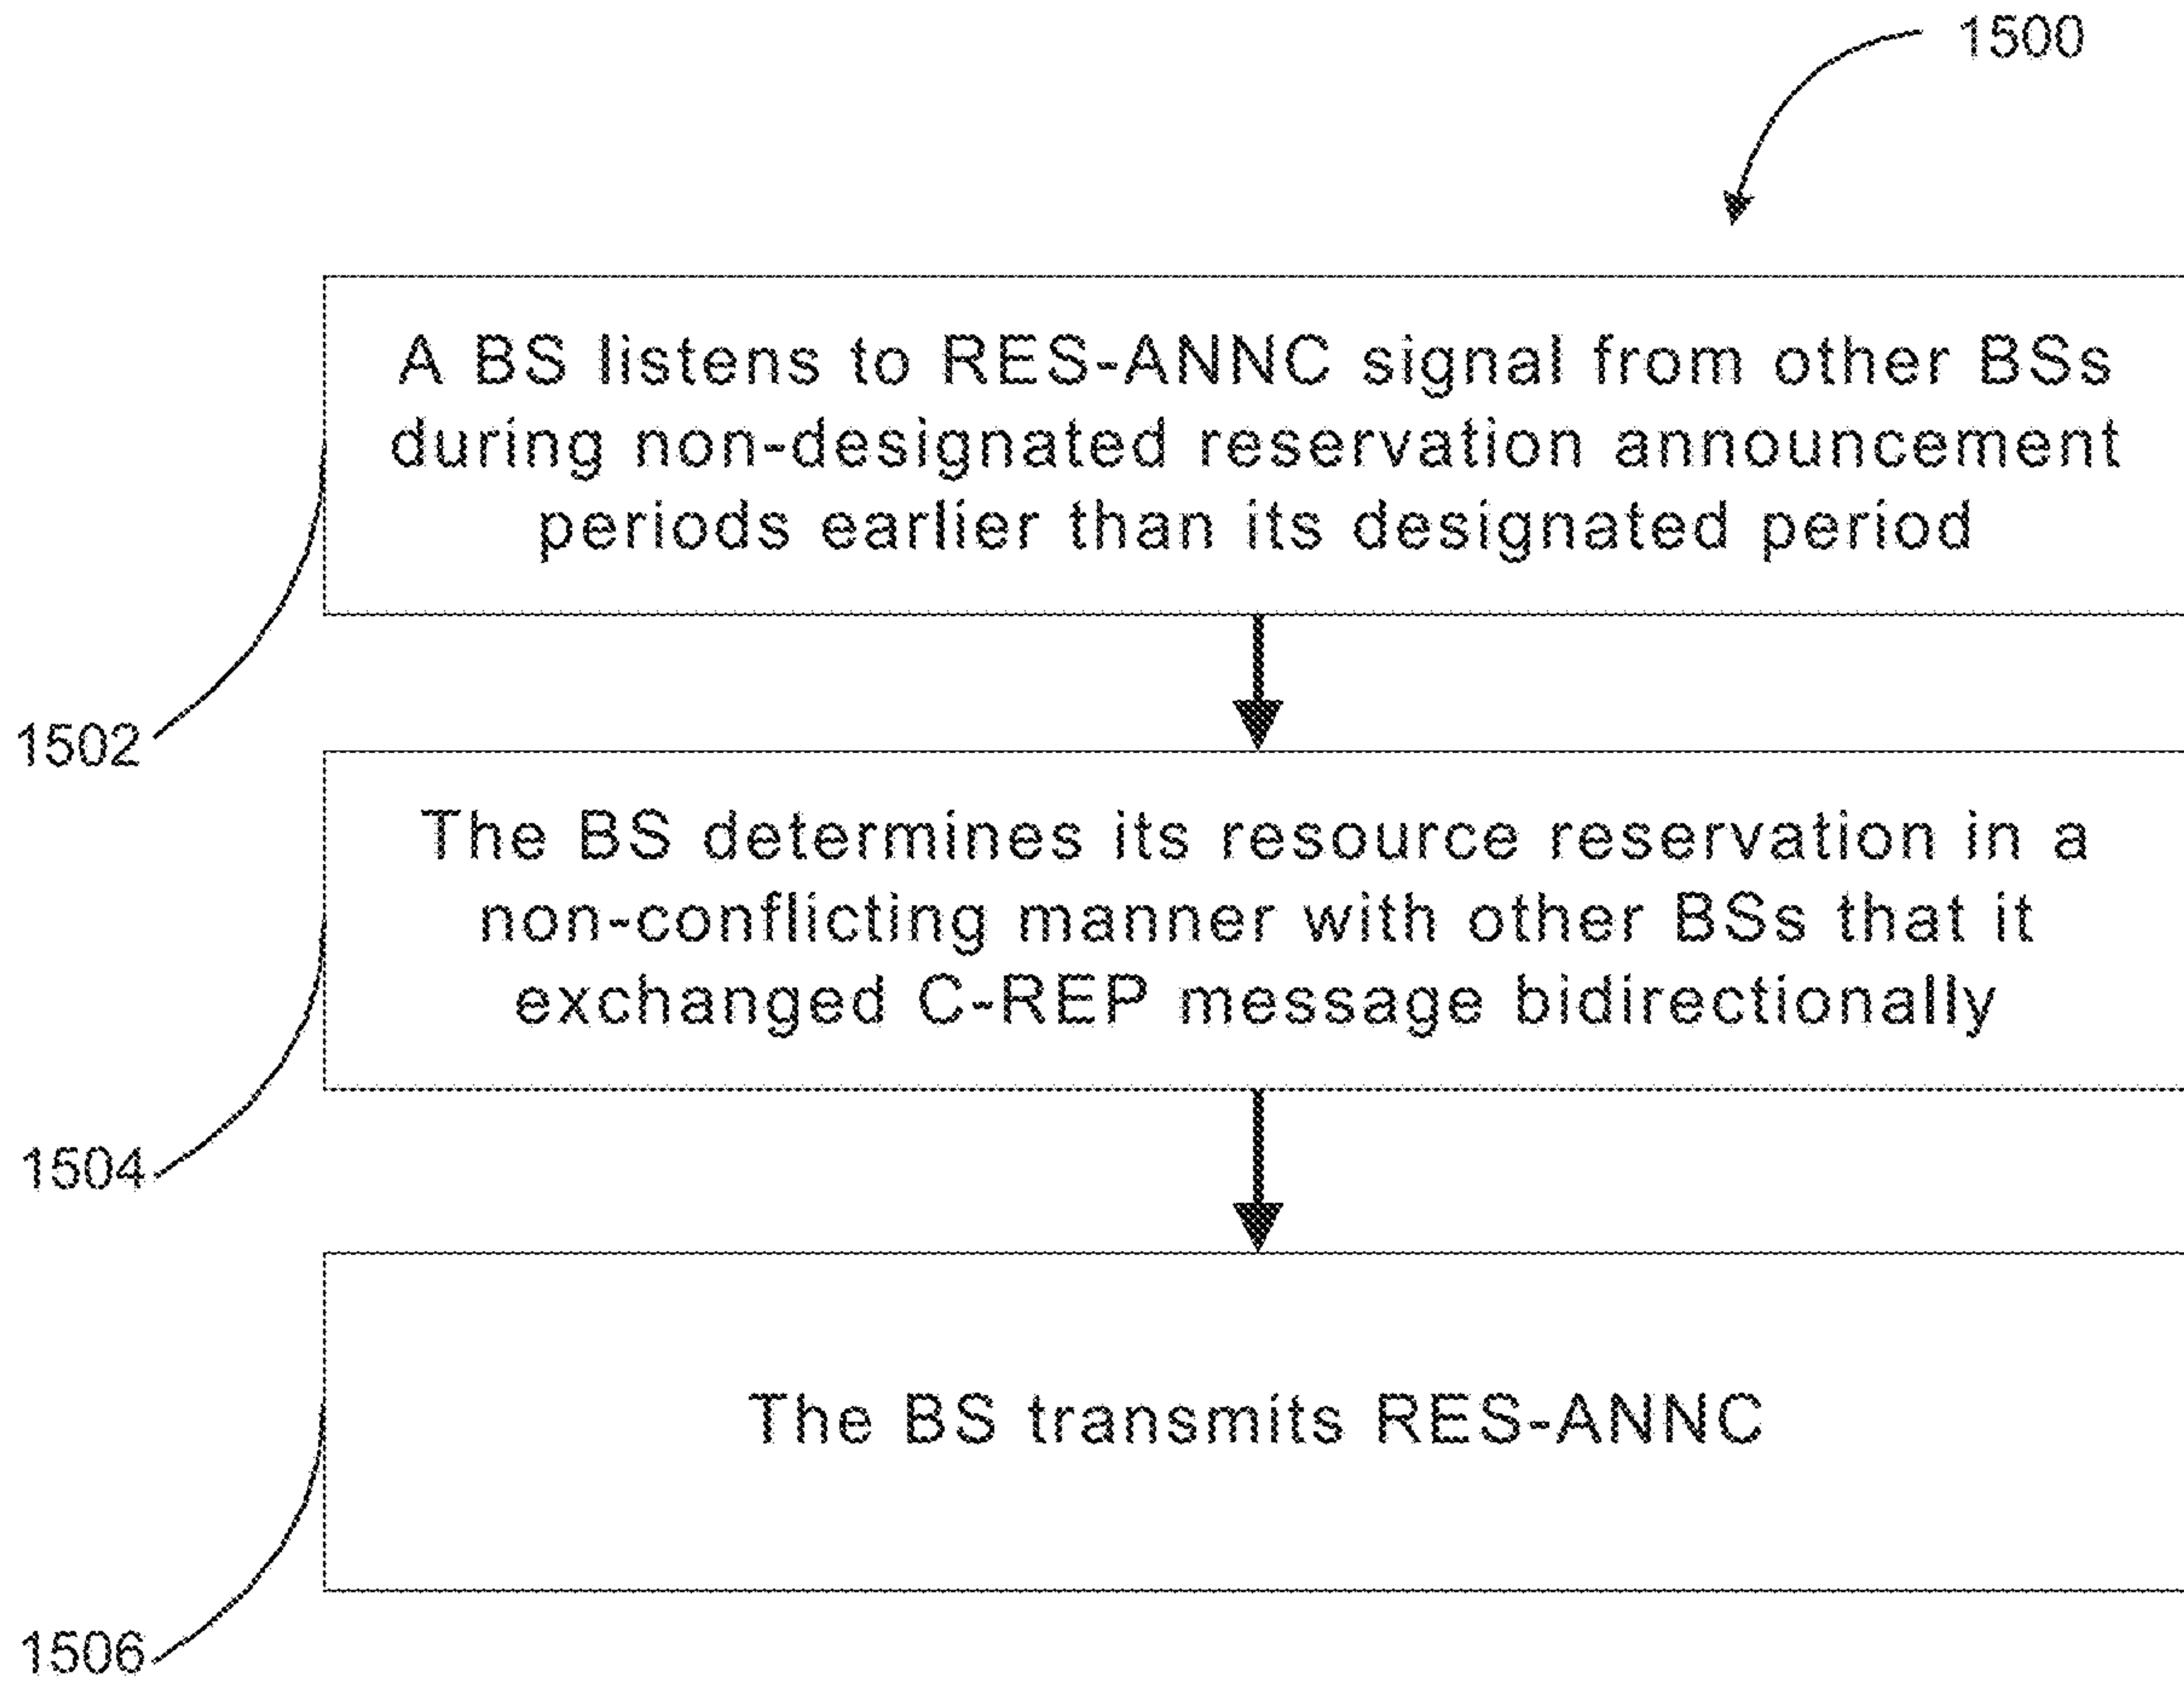 1500
A BS listens to RES-ANNC signal from other BSs
during non-designated reservation announcement
periods earlier than its designated period
1502
The BS determines its resource reservation in a
non-conflicting manner with other BSs that it
exchanged C-REP message bidirectionally
1504
The BS transmits RES-ANNC
1506